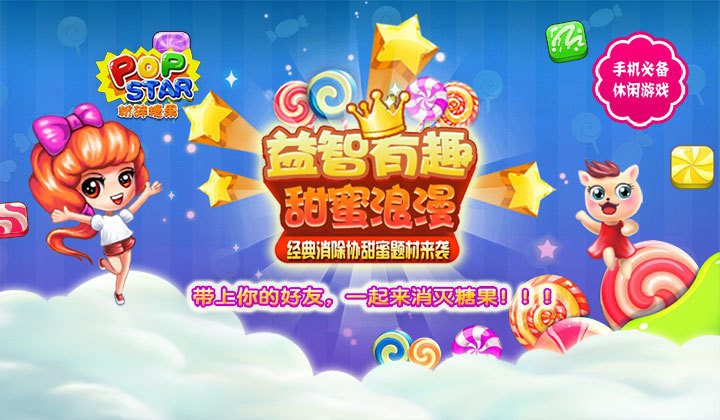 POP
STAR
粉碎糖果
手机必备
休闲游戏
益智有趣
甜蜜浪漫
经典消除协甜蜜题材来袭
带上你的好友，一起来消灭糖果！！！